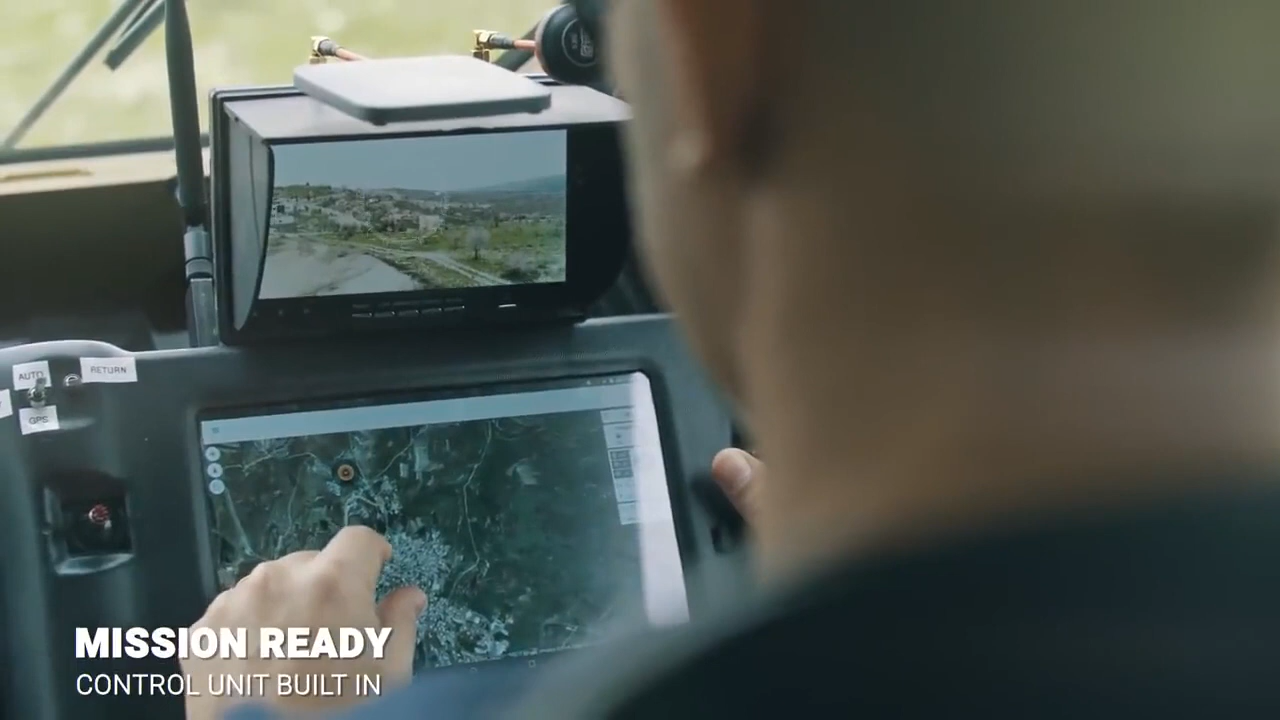 AUTO
RETURN
GPS
MISSION READY
CONTROL UNIT BUILT IN